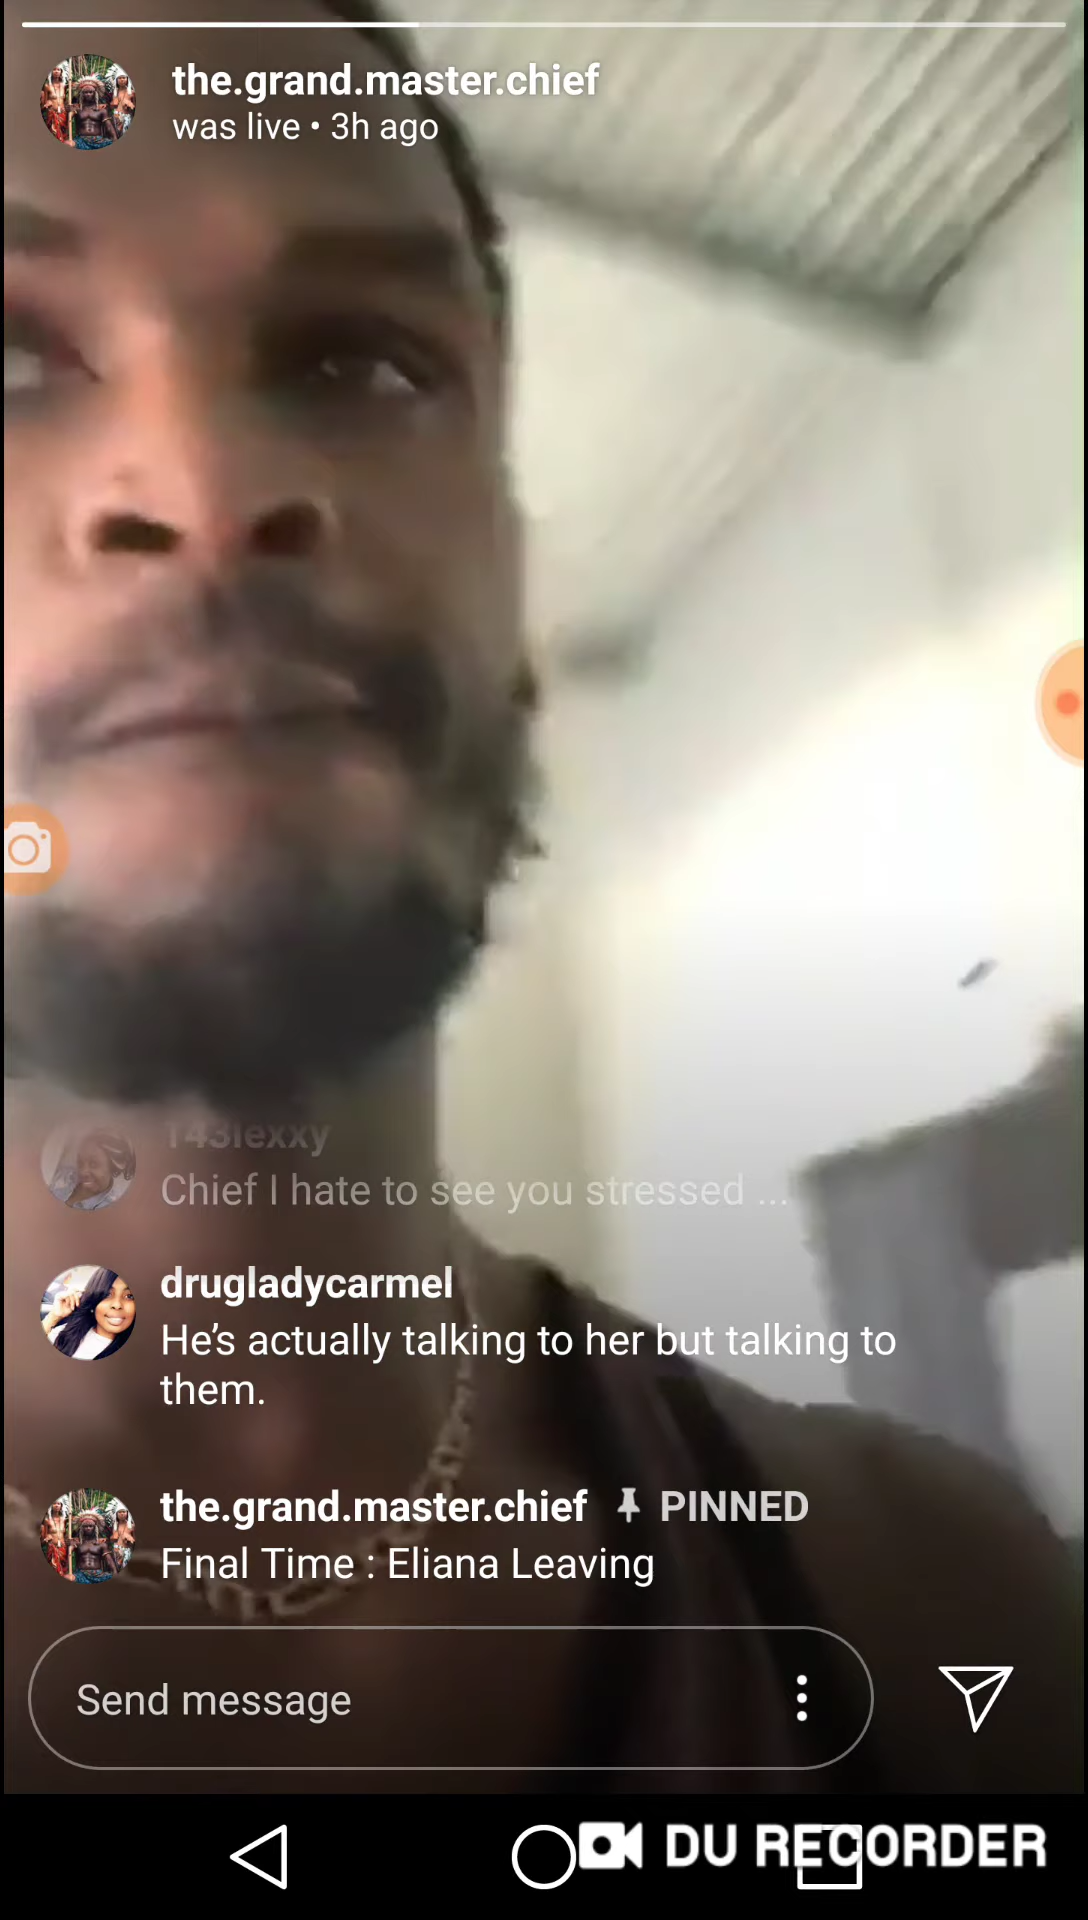 the.grand.master.chief
was live • 3h ago
143lexxy
Chief I hate to see you stressed ...
drugladycarmel
He’s actually talking to her but talking to
them.
the.grand.master.chief PINNED
Final Time : Eliana Leaving
Send message
DU RECORDER